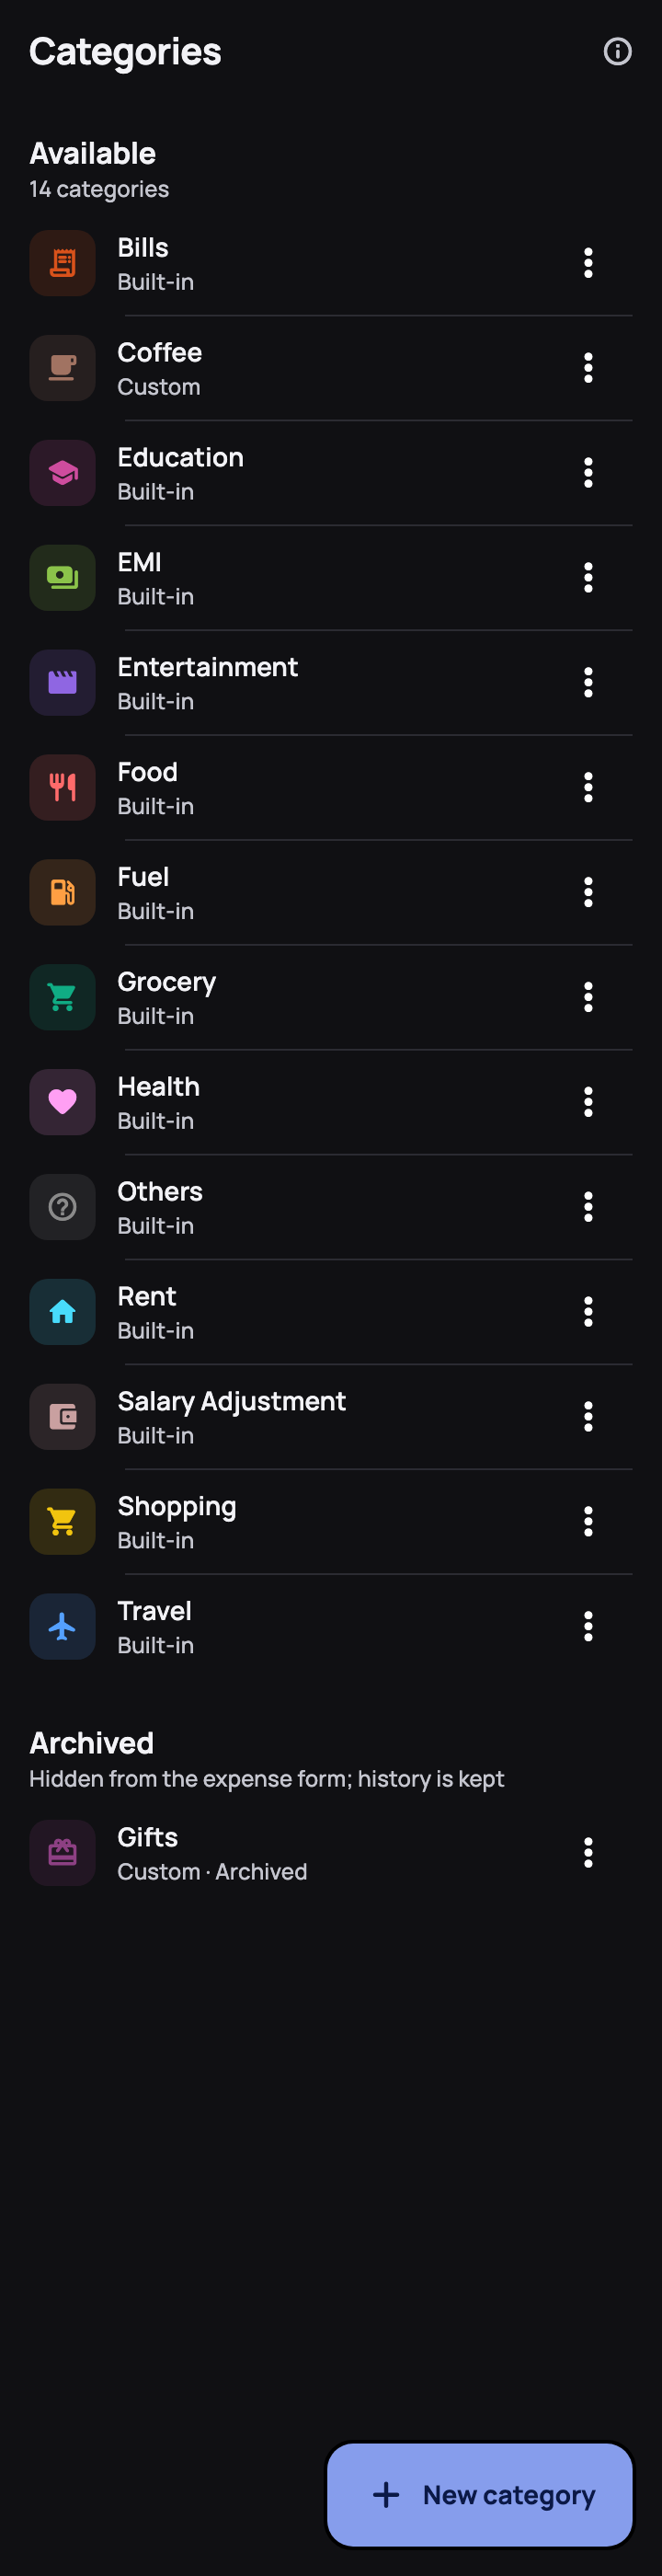 Categories
Available
14 categories
Bills
Built-in
Coffee
Custom
Education
Built-in
EMI
Built-in
Entertainment
Built-in
Food
Built-in
Fuel
Built-in
Grocery
Built-in
Health
Built-in
Others
Built-in
Rent
Built-in
Salary Adjustment
Built-in
Shopping
Built-in
Travel
Built-in
Archived
Hidden from the expense form; history is kept
Gifts
Custom · Archived
New category